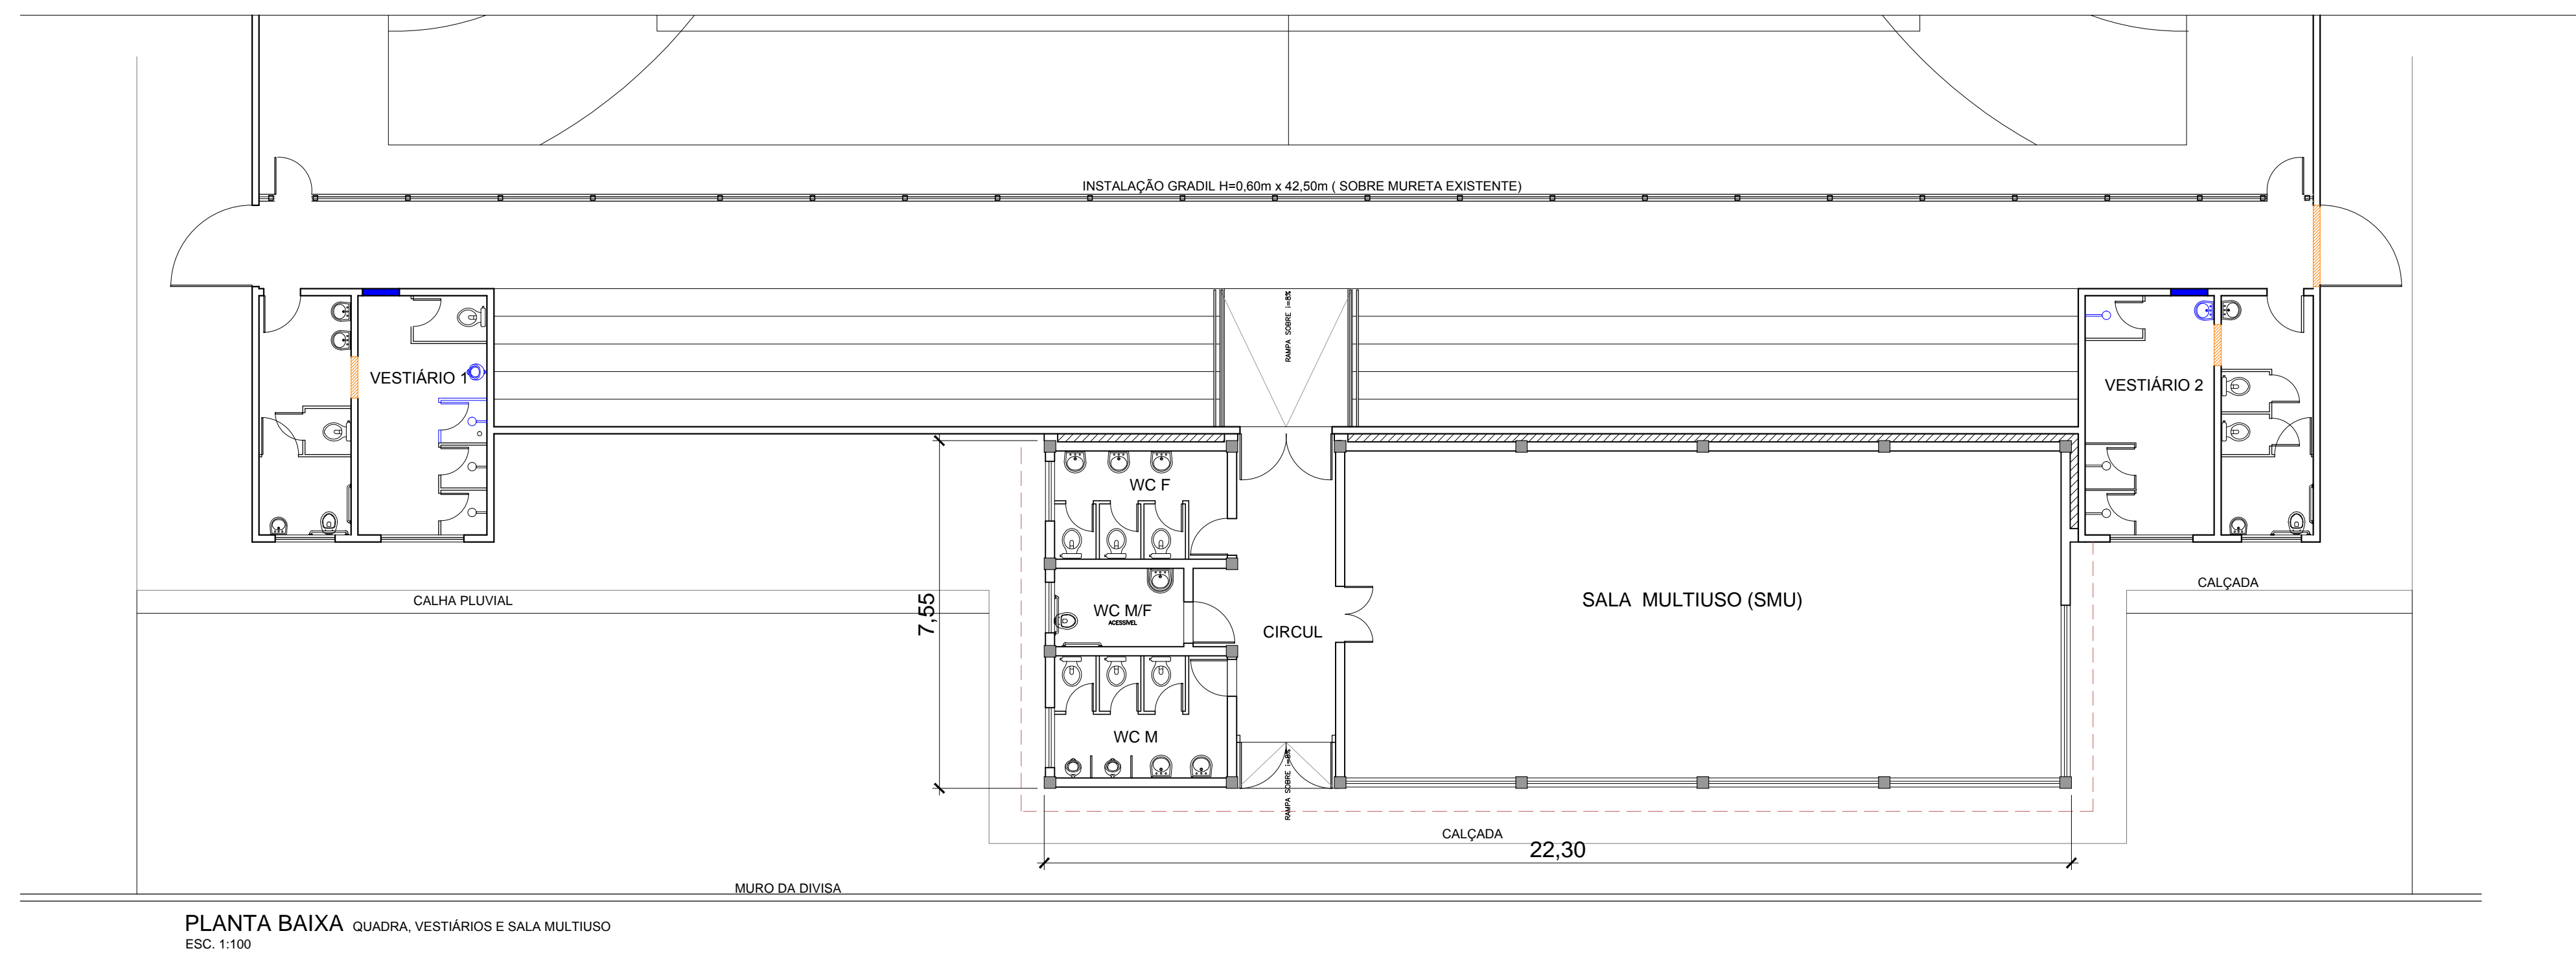 INSTALAÇÃO GRADIL H=0,60m x 42,50m ( SOBRE MURETA EXISTENTE)
RAMPA SOBRE i=8%
VESTIÁRIO 1
VESTIÁRIO 2
WC F
WC M/F
ACESSÍVEL
WC M
CIRCUL
SALA MULTIUSO (SMU)
CALHA PLUVIAL
CALÇADA
7,55
RAMPA SOBRE i=8%
CALÇADA
22,30
MURO DA DIVISA
PLANTA BAIXA QUADRA, VESTIÁRIOS E SALA MULTIUSO
ESC. 1:100